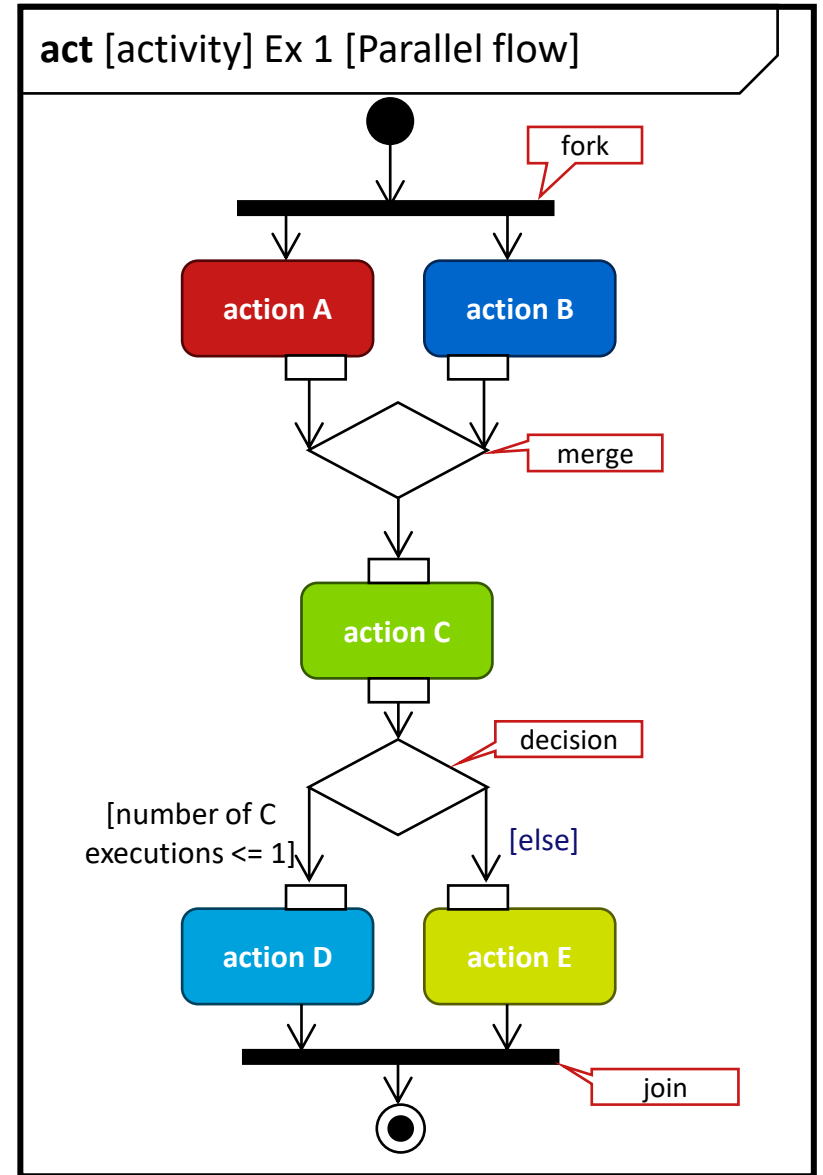 act [activity] Ex 1 [Parallel flow]
fork
action A
action B
merge
action C
decision
[number of C
executions <= 1]
[else]
action D
action E
join